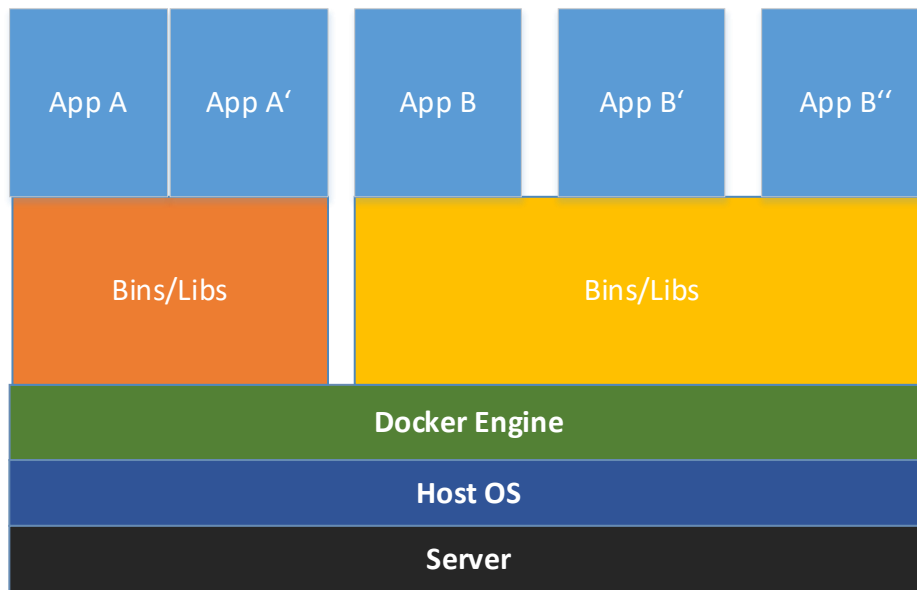 App A
App A‘
App B
App B‘
App B‘‘
Bins/Libs
Bins/Libs
Docker Engine
Host OS
Server